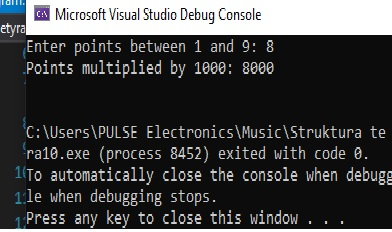 Microsoft Visual Studio Debug Console
Enter points between 1 and 9: 8
Points multiplied by 1000: 8000
C:\Users\PULSE Electronics\Music\Struktura te
ra10.exe (process 8452) exited with code 0.
To automatically close the console when debugg
le when debugging stops.
Press any key to close this window . . .